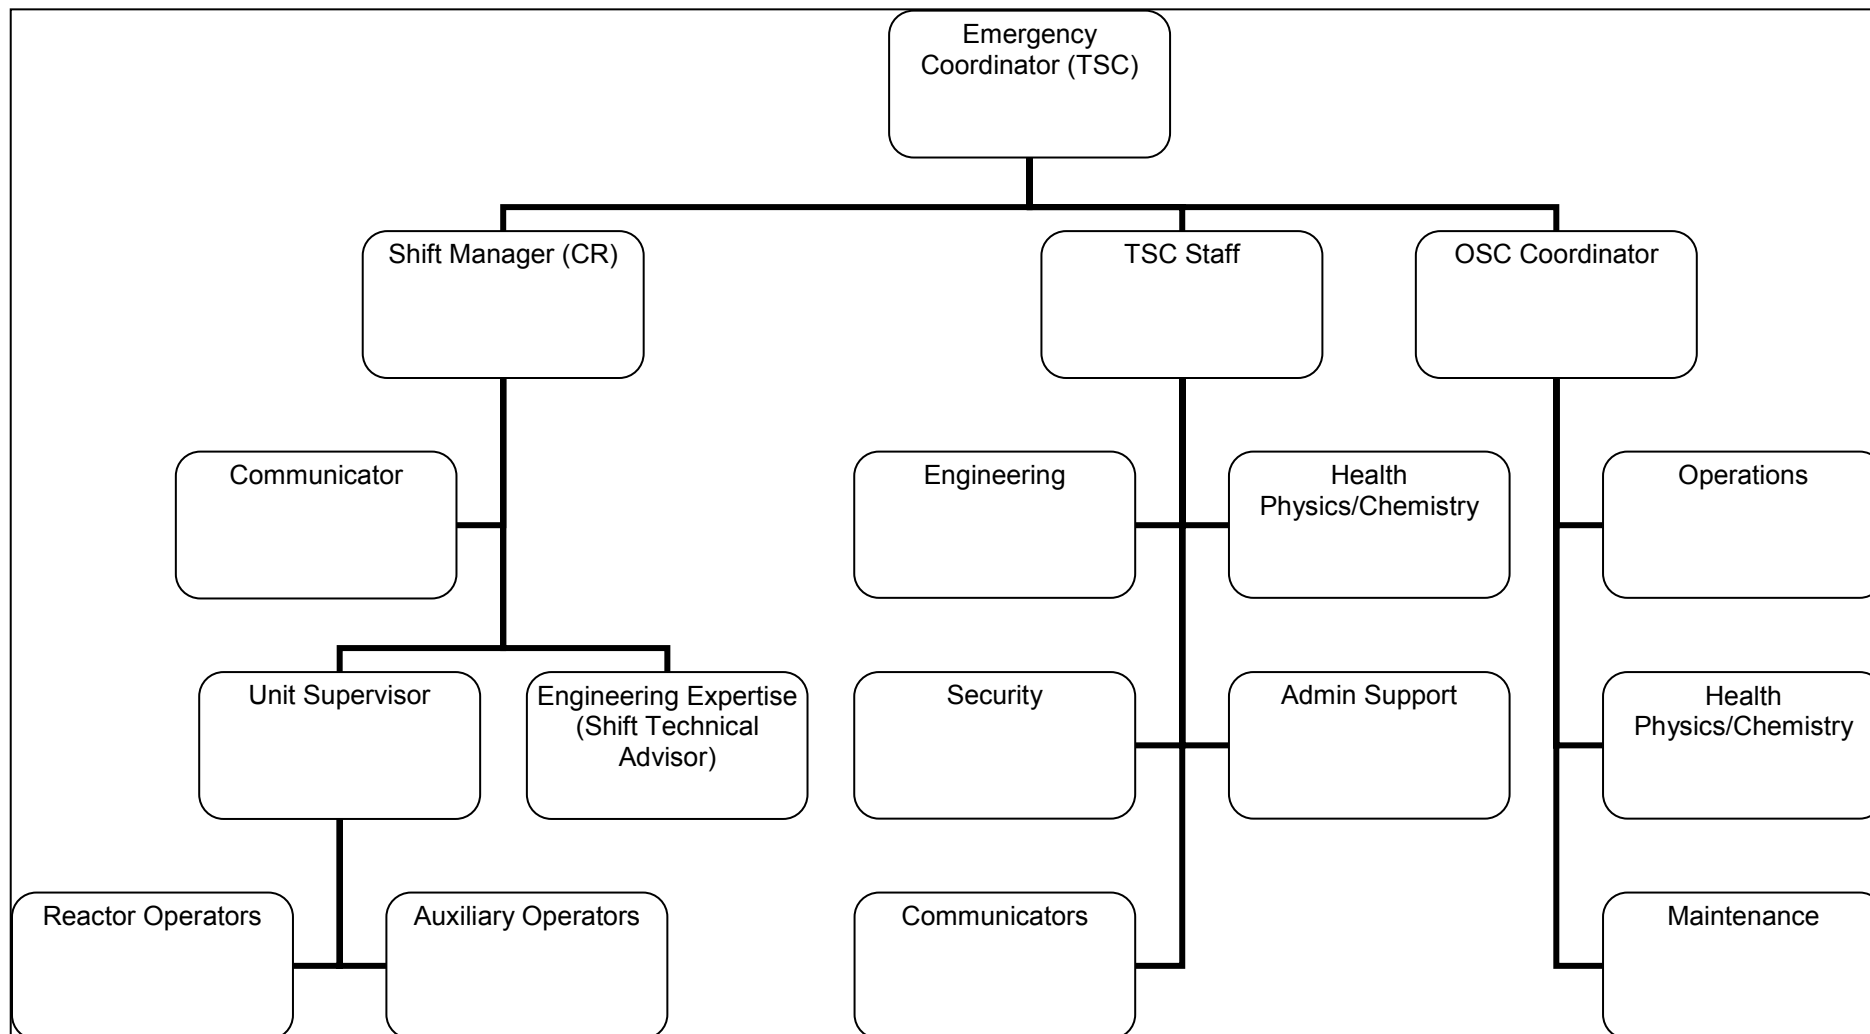 Emergency
Coordinator (TSC)
Shift Manager (CR)
TSC Staff
OSC Coordinator
Communicator
Engineering
Health
Physics/Chemistry
Operations
Unit Supervisor
Engineering Expertise
(Shift Technical
Advisor)
Security
Admin Support
Health
Physics/Chemistry
Reactor Operators
Auxiliary Operators
Communicators
Maintenance